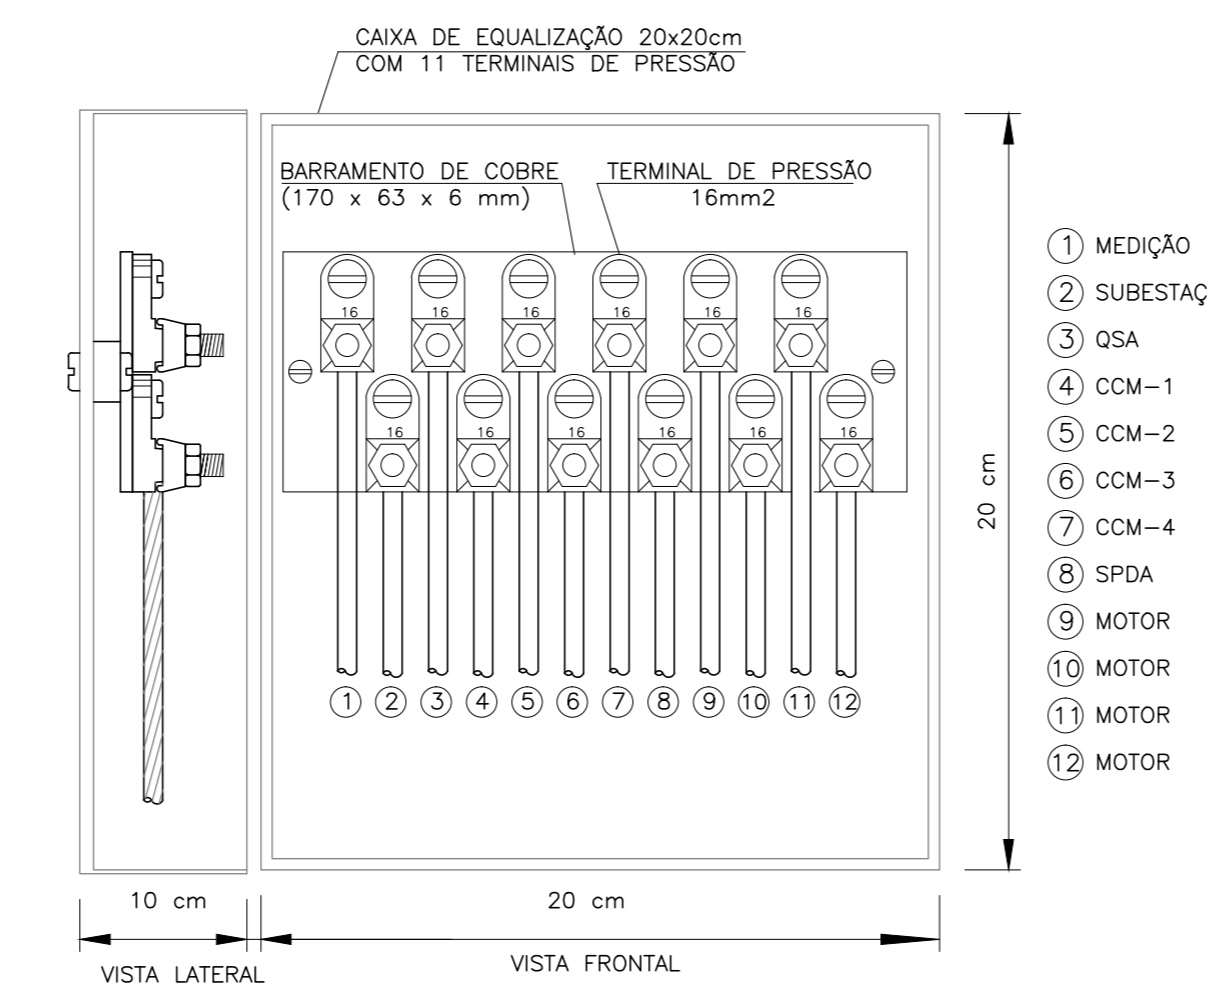 CAIXA DE EQUALIZAÇÃO 20x20cm
COM 11 TERMINAIS DE PRESSÃO
BARRAMENTO DE COBRE
(170 x 63 x 6 mm)
TERMINAL DE PRESSÃO
16mm2
16 16 16 16 16 16
16 16 16 16 16 16
1 2 3 4 5 6 7 8 9 10 11 12
1 MEDIÇÃO
2 SUBESTAÇ
3 QSA
4 CCM-1
5 CCM-2
6 CCM-3
7 CCM-4
8 SPDA
9 MOTOR
10 MOTOR
11 MOTOR
12 MOTOR
20 cm
10 cm
20 cm
VISTA LATERAL
VISTA FRONTAL